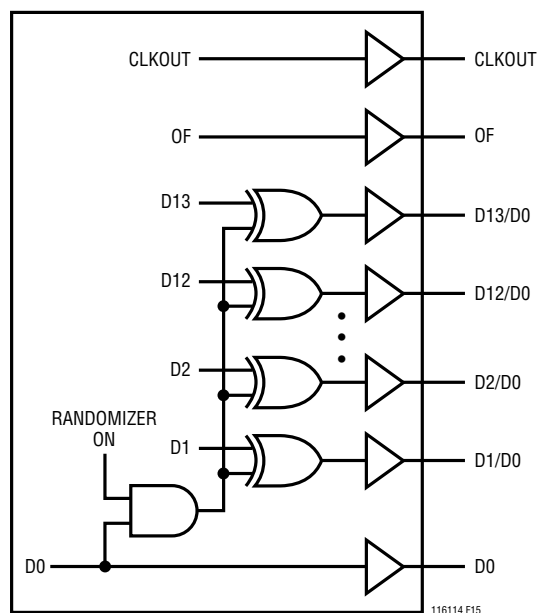 CLKOUT CLKOUT
OF OF
D13 D13/D0
D12 D12/D0
D2 D2/D0
RANDOMIZER
ON
D1 D1/D0
D0 D0
116114 F15